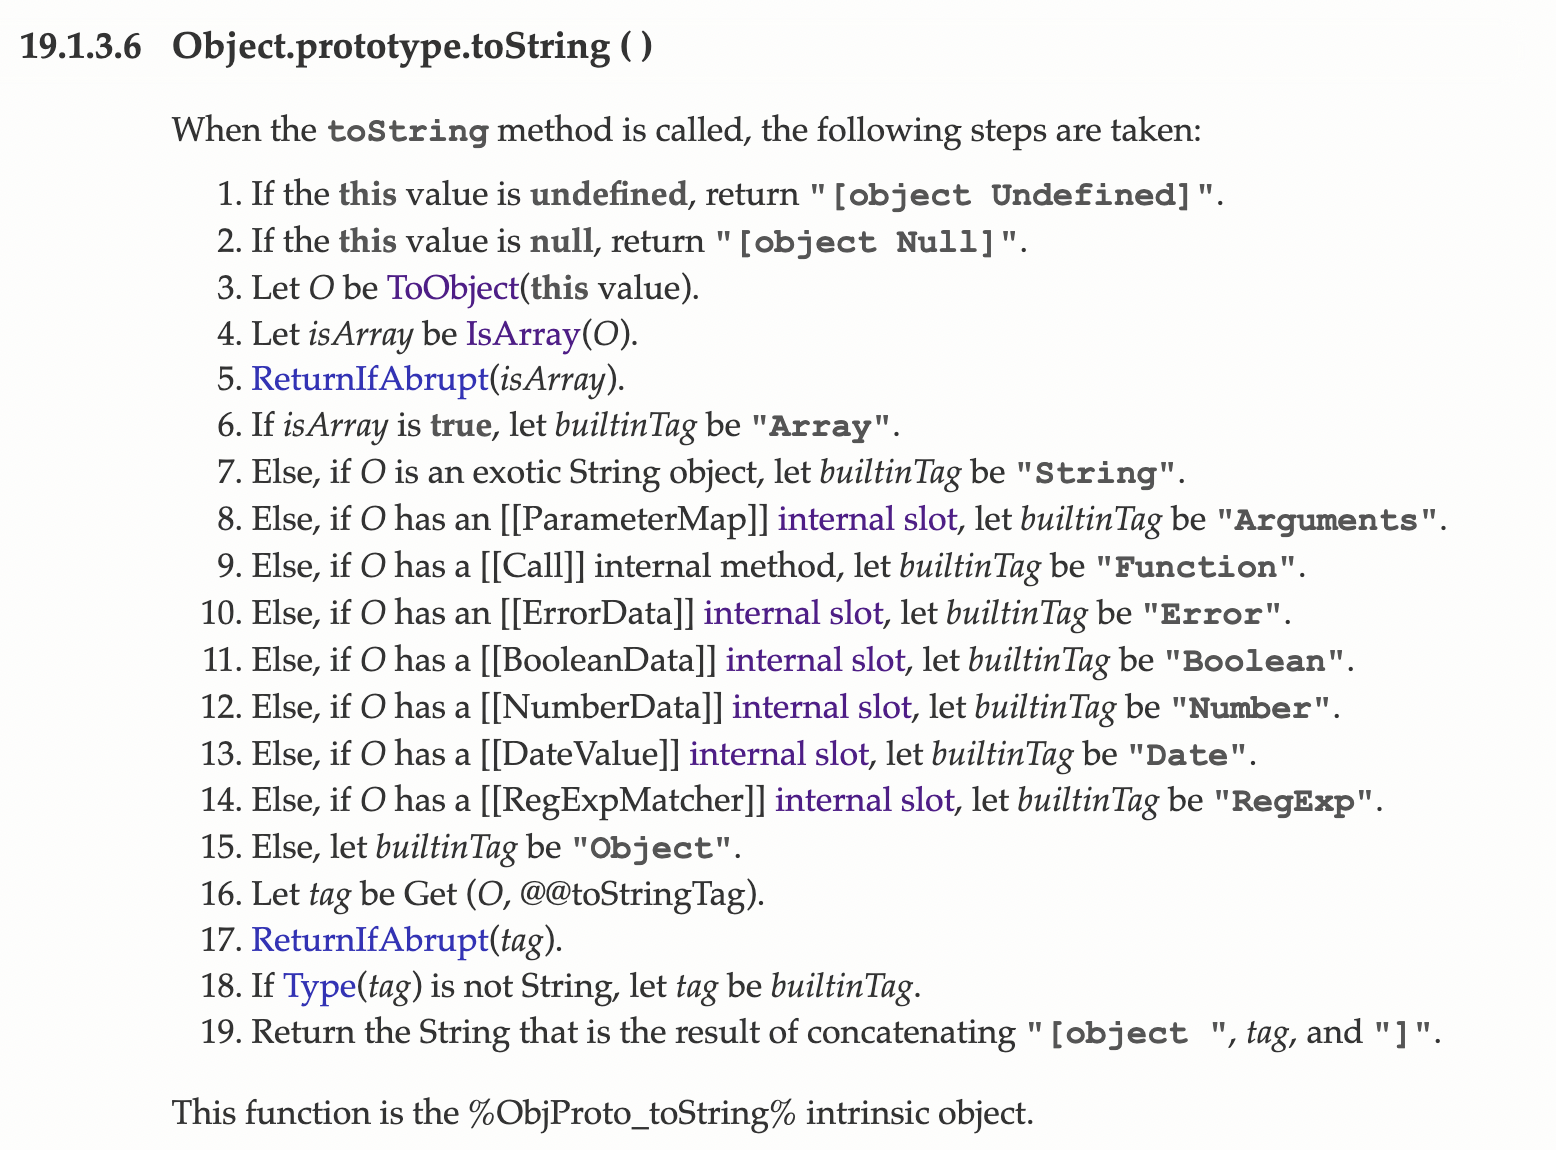 19.1.3.6 Object.prototype.toString ( )
When the toString method is called, the following steps are taken:
1. If the this value is undefined, return "[object Undefined]".
2. If the this value is null, return "[object Null]".
3. Let O be ToObject(this value).
4. Let isArray be IsArray(O).
5. ReturnIfAbrupt(isArray).
6. If isArray is true, let builtinTag be "Array".
7. Else, if O is an exotic String object, let builtinTag be "String".
8. Else, if O has an [[ParameterMap]] internal slot, let builtinTag be "Arguments".
9. Else, if O has a [[Call]] internal method, let builtinTag be "Function".
10. Else, if O has an [[ErrorData]] internal slot, let builtinTag be "Error".
11. Else, if O has a [[BooleanData]] internal slot, let builtinTag be "Boolean".
12. Else, if O has a [[NumberData]] internal slot, let builtinTag be "Number".
13. Else, if O has a [[DateValue]] internal slot, let builtinTag be "Date".
14. Else, if O has a [[RegExpMatcher]] internal slot, let builtinTag be "RegExp".
15. Else, let builtinTag be "Object".
16. Let tag be Get (O, @@toStringTag).
17. ReturnIfAbrupt(tag).
18. If Type(tag) is not String, let tag be builtinTag.
19. Return the String that is the result of concatenating "[object ", tag, and "]".
This function is the %ObjProto_toString% intrinsic object.